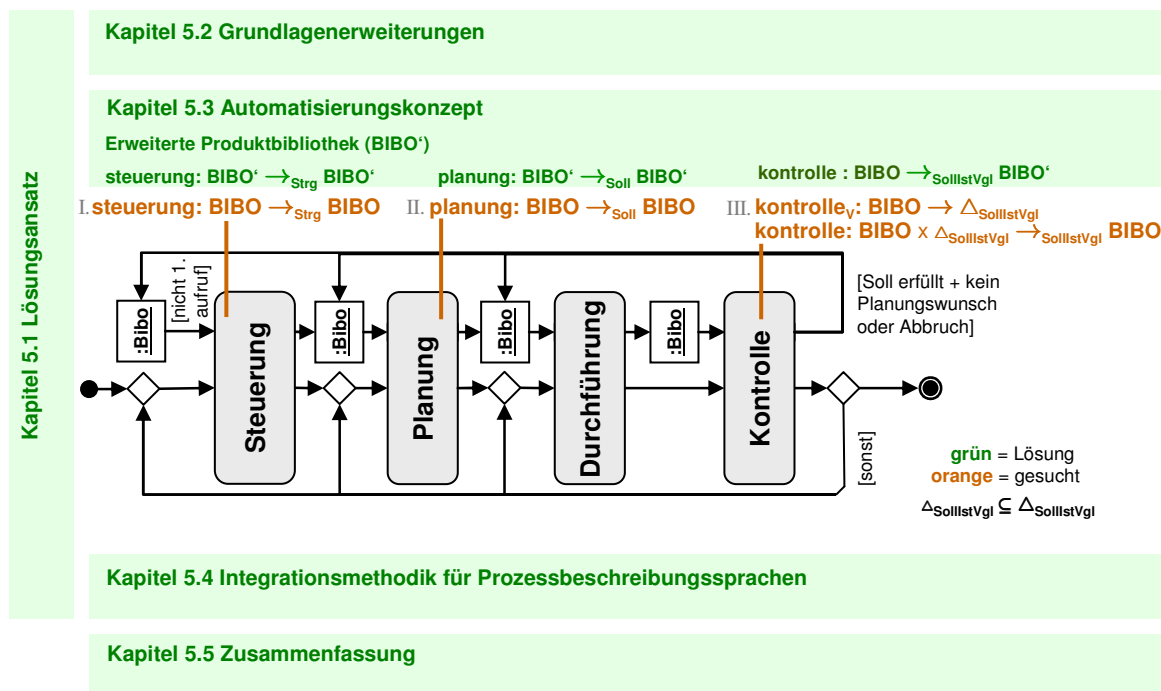 Kapitel 5.1 Lösungsansatz
Kapitel 5.2 Grundlagenerweiterungen
Kapitel 5.3 Automatisierungskonzept
Erweiterte Produktbibliothek (BIBO‘)
steuerung: BIBO‘ →Strg BIBO‘
planung: BIBO‘ →Soll BIBO‘
kontrolle : BIBO →SollIstVgl BIBO‘
I. steuerung: BIBO →Strg BIBO
II. planung: BIBO →Soll BIBO
III. kontrolleV: BIBO → △SollIstVgl
kontrolle: BIBO x △SollIstVgl →SollIstVgl BIBO
:Bibo
[nicht 1.
aufruf]
Steuerung
:Bibo
Planung
:Bibo
Durchführung
:Bibo
Kontrolle
[Soll erfüllt + kein
Planungswunsch
oder Abbruch]
[sonst]
grün = Lösung
orange = gesucht
△SollIstVgl ⊆ △SollIstVgl
Kapitel 5.4 Integrationsmethodik für Prozessbeschreibungssprachen
Kapitel 5.5 Zusammenfassung